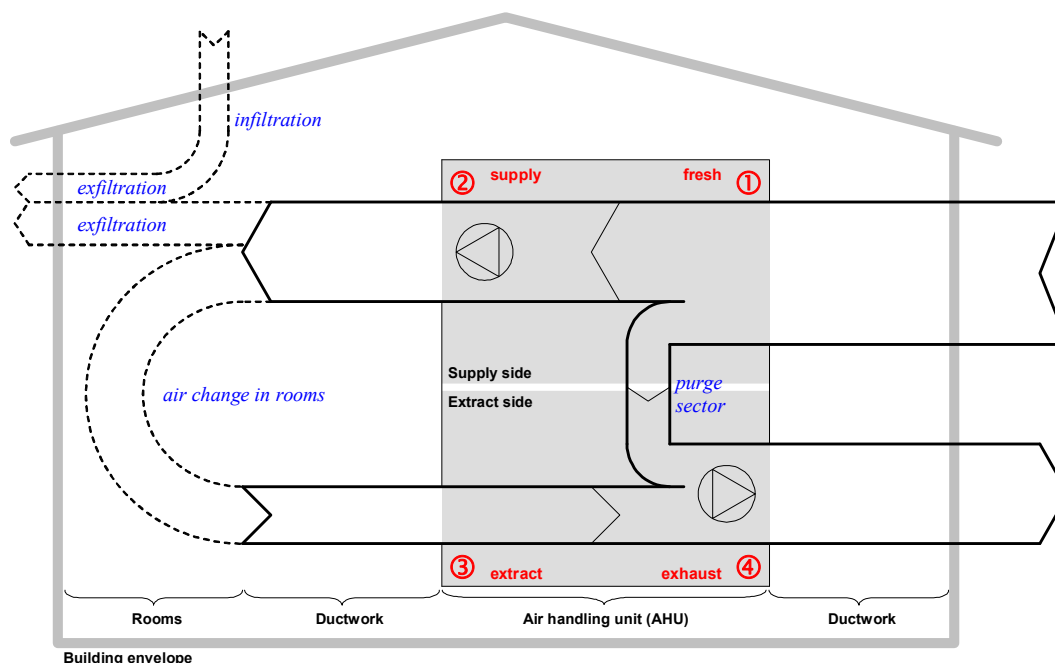 infiltration
exfiltration
② supply fresh ①
exfiltration
Supply side
Extract side
purge
sector
air change in rooms
③ extract exhaust ④
Rooms Ductwork Air handling unit (AHU) Ductwork
Building envelope